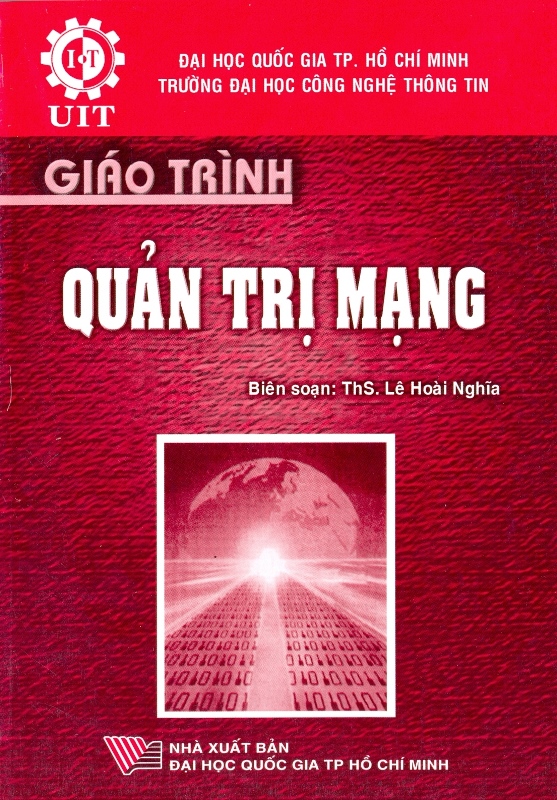 I·T
UIT
ĐẠI HỌC QUỐC GIA TP. HỒ CHÍ MINH
TRƯỜNG ĐẠI HỌC CÔNG NGHỆ THÔNG TIN
GIÁO TRÌNH
QUẢN TRỊ MẠNG
Biên soạn: ThS. Lê Hoài Nghĩa
NHÀ XUẤT BẢN
ĐẠI HỌC QUỐC GIA TP HỒ CHÍ MINH